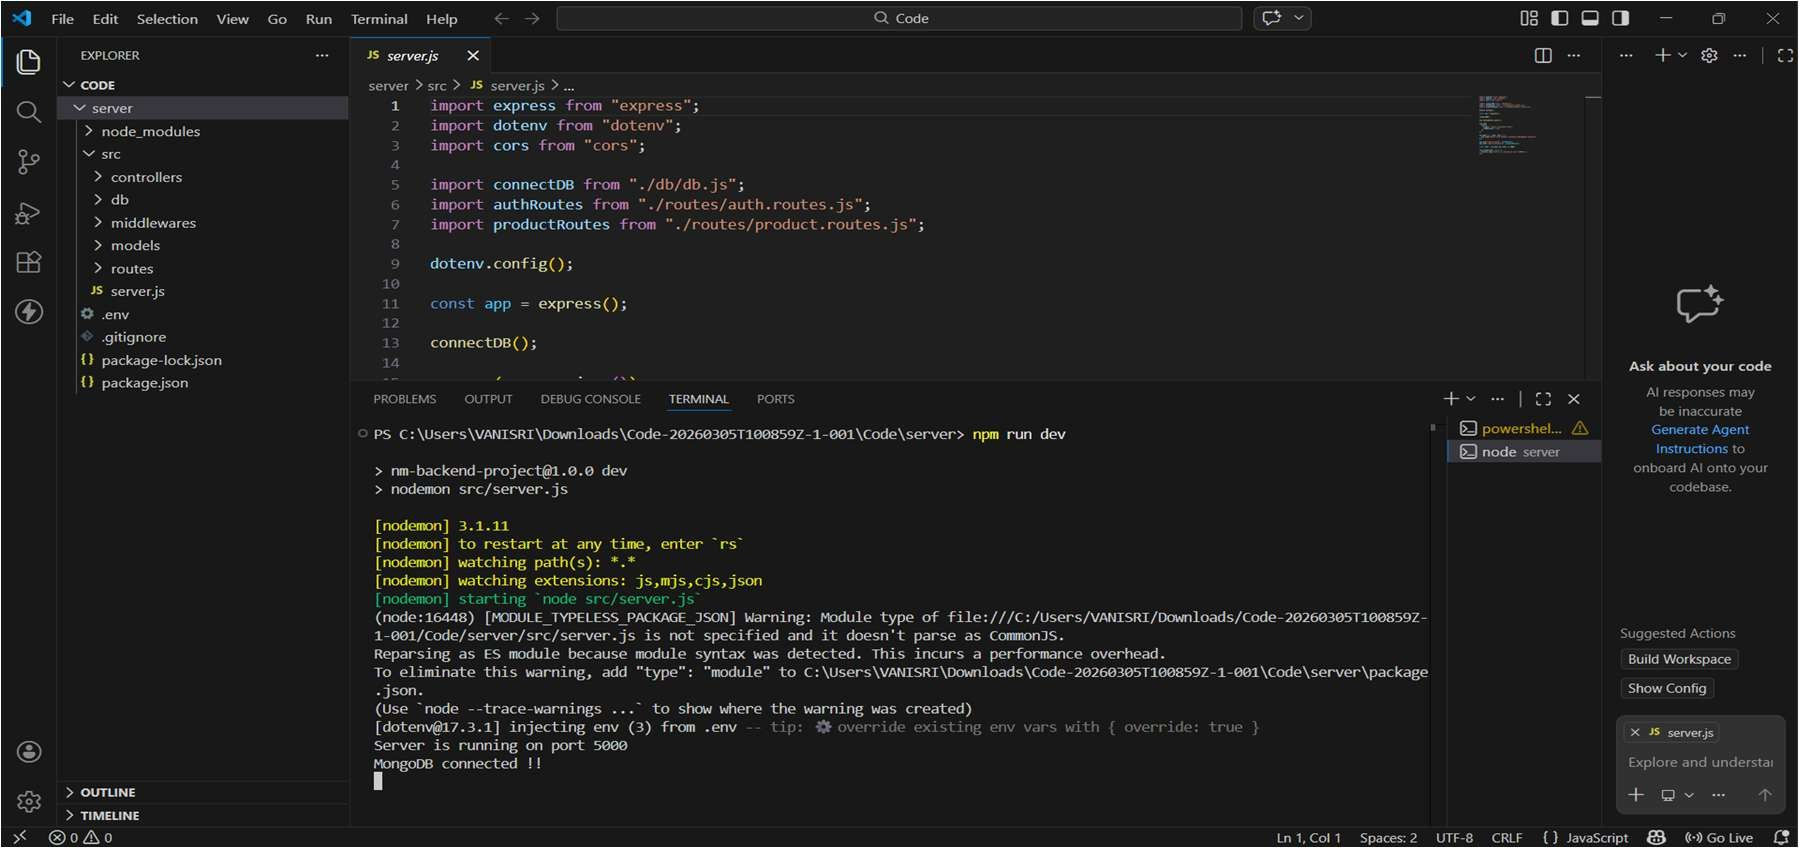 File Edit Selection View Go Run Terminal Help
Code
EXPLORER
CODE
server
node_modules
src
controllers
db
middlewares
models
routes
JS server.js
.env
.gitignore
{} package-lock.json
{} package.json
OUTLINE
TIMELINE
JS server.js
server > src > JS server.js > ...
1 import express from "express";
2 import dotenv from "dotenv";
3 import cors from "cors";
4
5 import connectDB from "./db/db.js";
6 import authRoutes from "./routes/auth.routes.js";
7 import productRoutes from "./routes/product.routes.js";
8
9 dotenv.config();
10
11 const app = express();
12
13 connectDB();
14
PROBLEMS OUTPUT DEBUG CONSOLE TERMINAL PORTS
PS C:\Users\VANISRI\Downloads\Code-20260305T100859Z-1-001\Code\server> npm run dev
> nm-backend-project@1.0.0 dev
> nodemon src/server.js
[nodemon] 3.1.11
[nodemon] to restart at any time, enter `rs`
[nodemon] watching path(s): *.*
[nodemon] watching extensions: js,mjs,cjs,json
[nodemon] starting `node src/server.js`
(node:16448) [MODULE_TYPELESS_PACKAGE_JSON] Warning: Module type of file:///C:/Users/VANISRI/Downloads/Code-20260305T100859Z-
1-001/Code/server/src/server.js is not specified and it doesn't parse as CommonJS.
Reparsing as ES module because module syntax was detected. This incurs a performance overhead.
To eliminate this warning, add "type": "module" to C:\Users\VANISRI\Downloads\Code-20260305T100859Z-1-001\Code\server\package
.json.
(Use `node --trace-warnings ...` to show where the warning was created)
[dotenv@17.3.1] injecting env (3) from .env -- tip: ⚙ override existing env vars with { override: true }
Server is running on port 5000
MongoDB connected !!
powershel...
node server
Ask about your code
AI responses may
be inaccurate
Generate Agent
Instructions to
onboard AI onto your
codebase.
Suggested Actions
Build Workspace
Show Config
JS server.js
Explore and understa
0 0
Ln 1, Col 1 Spaces: 2 UTF-8 CRLF {} JavaScript Go Live